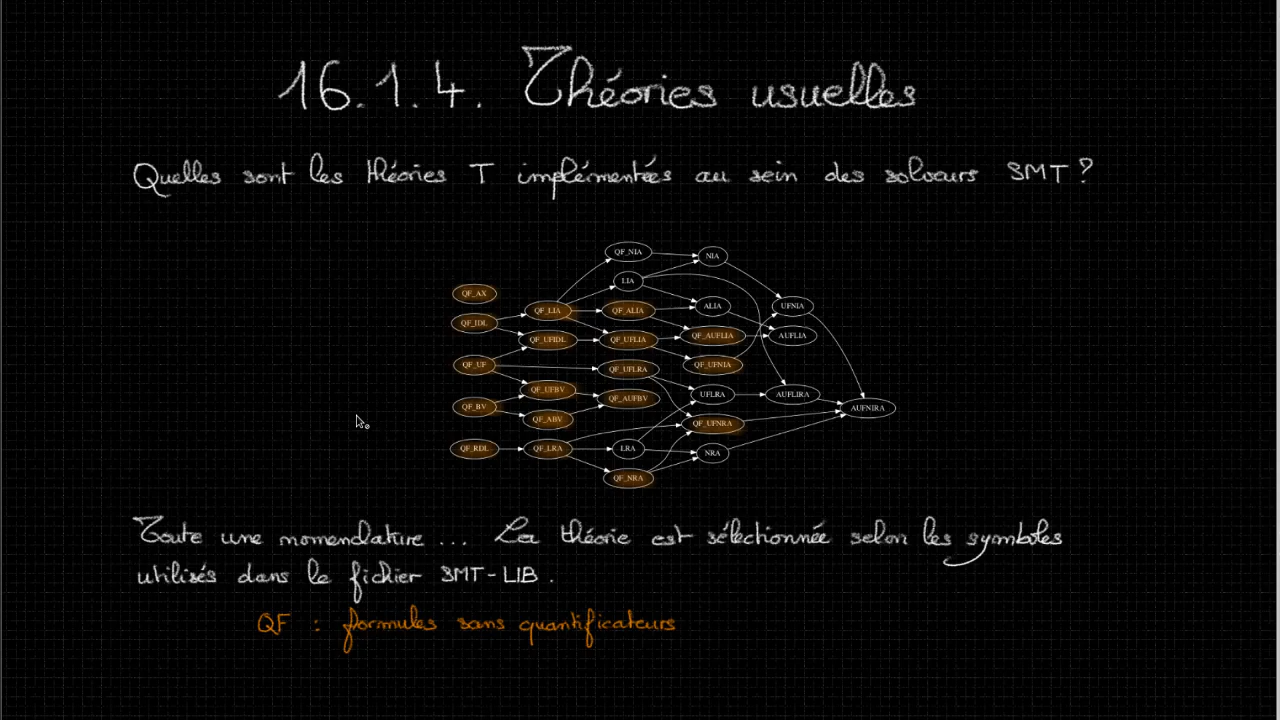 16.1.4. Théories usuelles
Quelles sont les théories T implémentées au sein des solveurs SMT ?
QF_NIA
NIA
LIA
QF_AX
QF_IDL
QF_LIA
QF_ALIA
ALIA
UFNIA
QF_UFIDL
QF_UFLIA
QF_AUFLIA
AUFLIA
QF_UF
QF_UFLRA
QF_UFNIA
QF_UFBV
QF_AUFBV
UFLRA
AUFLIRA
QF_BV
QF_ABV
QF_UFNRA
AUFNIRA
QF_RDL
QF_LRA
LRA
NRA
QF_NRA
Toute une nomenclature ... La théorie est sélectionnée selon les symboles
utilisés dans le fichier SMT-LIB .
QF : formules sans quantificateurs